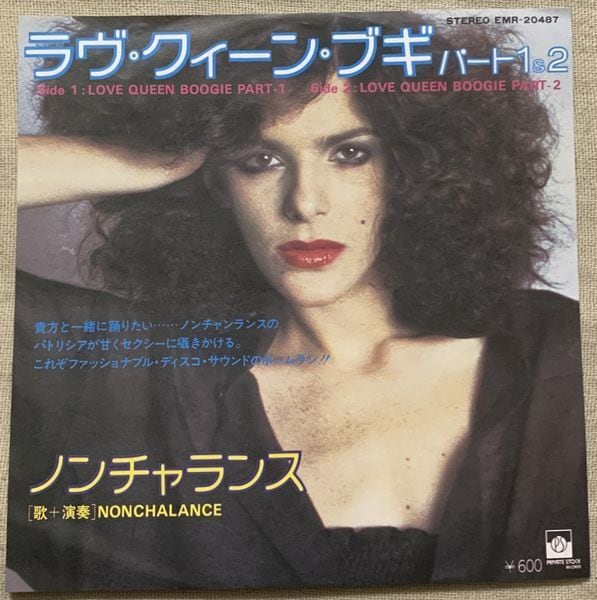 STEREO EMR-20487
ラヴ・クィーン・ブギ パート1&2
Side 1 : LOVE QUEEN BOOGIE PART-1 Side 2 : LOVE QUEEN BOOGIE PART-2
貴方と一緒に踊りたい……ノンチャンランスの
パトリシアが甘くセクシーに囁きかける。
これぞファッショナブル・ディスコ・サウンドのホームラン!!
ノンチャランス
[歌+演奏]NONCHALANCE
¥600
PS
PRIVATE STOCK
RECORDS